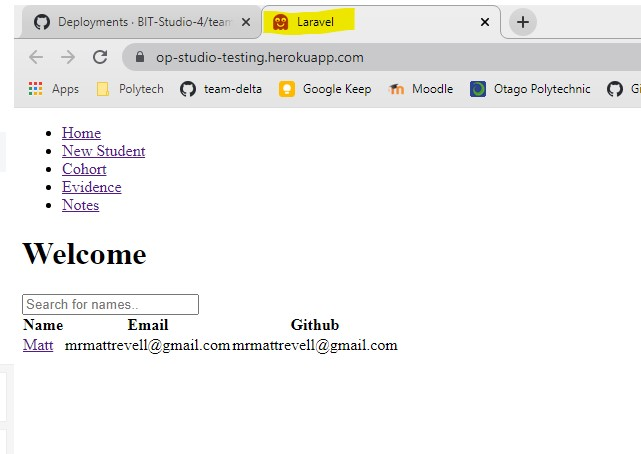 Deployments · BIT-Studio-4/team
Laravel
op-studio-testing.herokuapp.com
Apps Polytech team-delta Google Keep Moodle Otago Polytechnic
Home
New Student
Cohort
Evidence
Notes
Welcome
Search for names..
Name Email Github
Matt mrmattrevell@gmail.com mrmattrevell@gmail.com